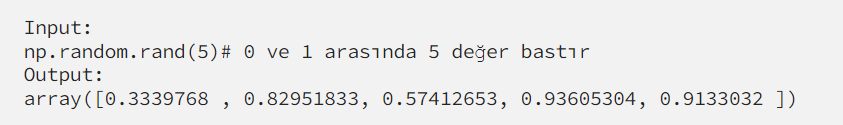 Input:
np.random.rand(5)# 0 ve 1 arasında 5 değer bastır
Output:
array([0.3339768 , 0.82951833, 0.57412653, 0.93605304, 0.9133032 ])